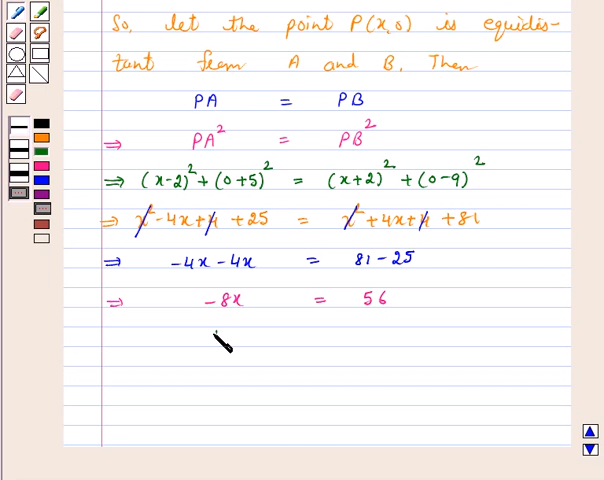 So, let the point P(x,0) is equidis-
tant from A and B. Then
PA = PB
⇒ PA² = PB²
⇒ (x-2)² + (0+5)² = (x+2)² + (0-9)²
⇒ x² - 4x + 4 + 25 = x² + 4x + 4 + 81
⇒ -4x - 4x = 81 - 25
⇒ -8x = 56